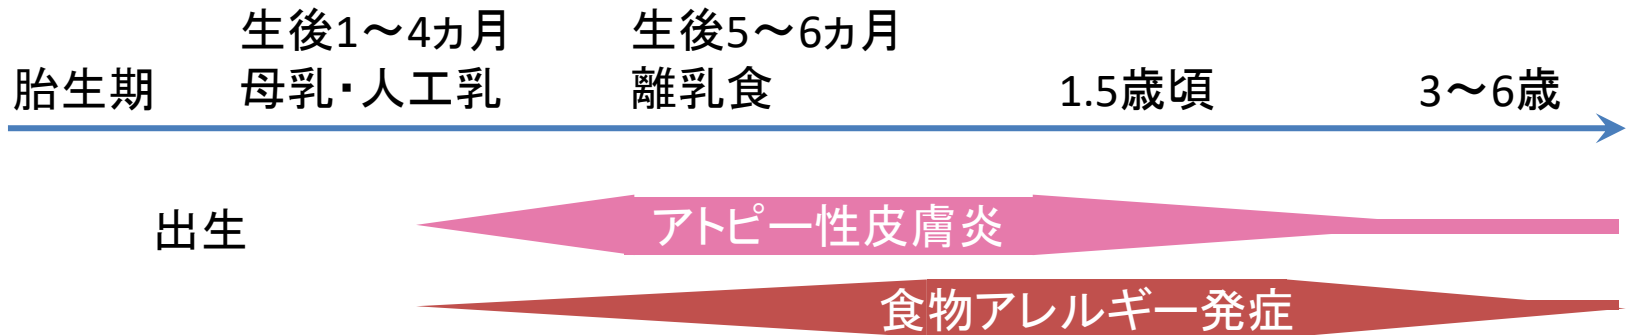 生後1〜4ヵ月
母乳・人工乳
生後5〜6ヵ月
離乳食
胎生期
1.5歳頃
3〜6歳
出生
アトピー性皮膚炎
食物アレルギー発症